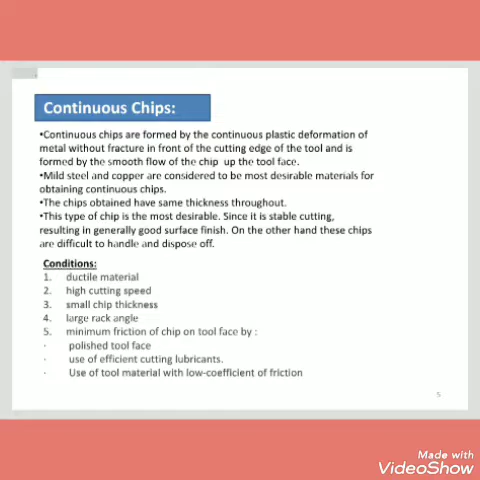 Continuous Chips:
•Continuous chips are formed by the continuous plastic deformation of
metal without fracture in front of the cutting edge of the tool and is
formed by the smooth flow of the chip up the tool face.
•Mild steel and copper are considered to be most desirable materials for
obtaining continuous chips.
•The chips obtained have same thickness throughout.
•This type of chip is the most desirable. Since it is stable cutting,
resulting in generally good surface finish. On the other hand these chips
are difficult to handle and dispose off.
Conditions:
1. ductile material
2. high cutting speed
3. small chip thickness
4. large rack angle
5. minimum friction of chip on tool face by :
· polished tool face
· use of efficient cutting lubricants.
· Use of tool material with low-coefficient of friction
5
Made with
VideoShow